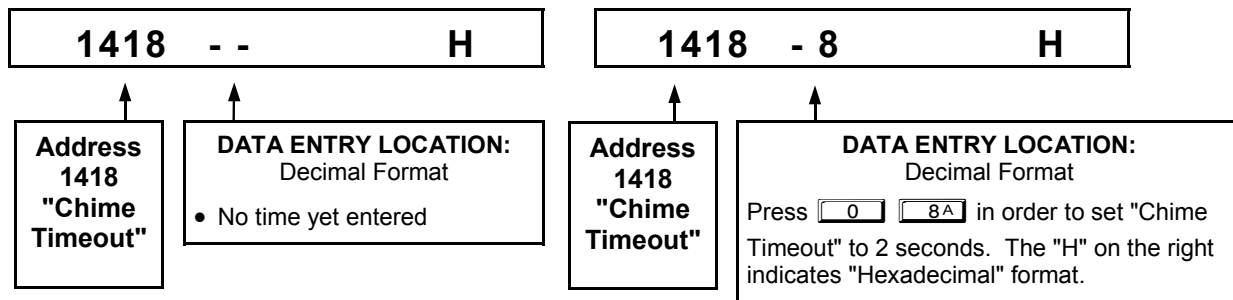 1418 - - H
1418 - 8 H
Address
1418
"Chime
Timeout"
DATA ENTRY LOCATION:
Decimal Format
• No time yet entered
Address
1418
"Chime
Timeout"
DATA ENTRY LOCATION:
Decimal Format
Press 0 8A in order to set "Chime
Timeout" to 2 seconds. The "H" on the right
indicates "Hexadecimal" format.